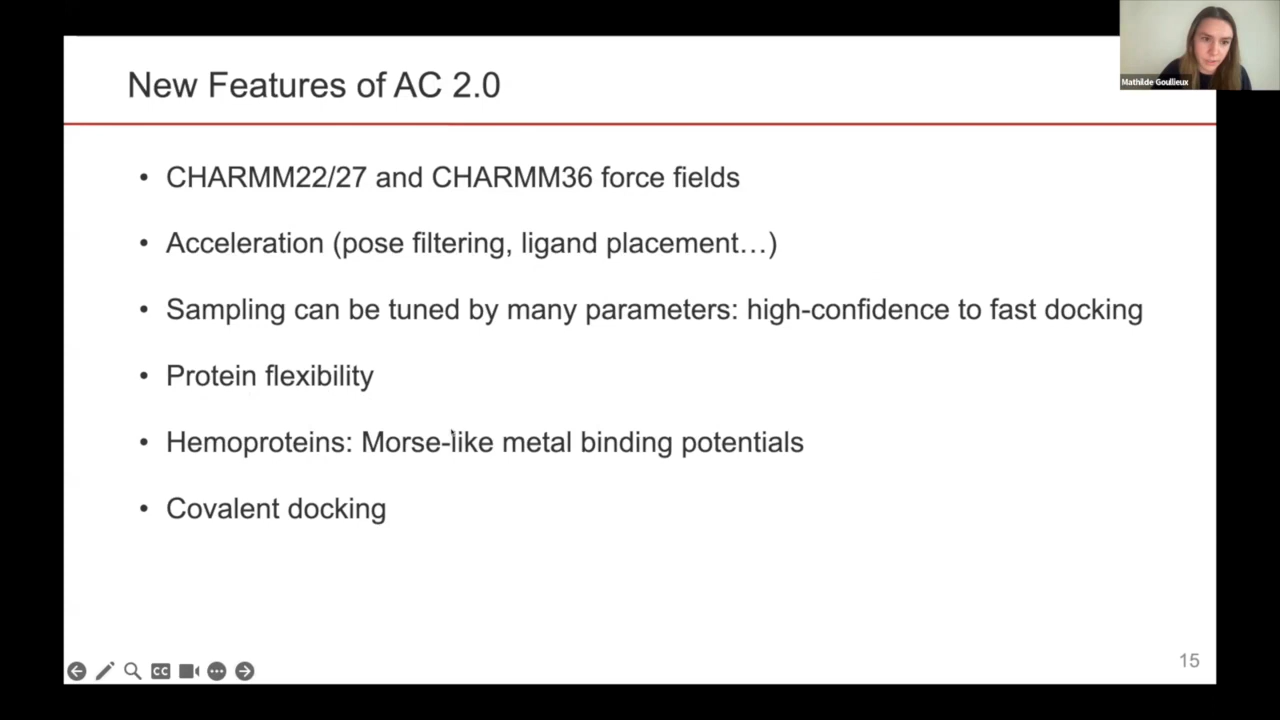 New Features of AC 2.0
Mathilde Goullieux
• CHARMM22/27 and CHARMM36 force fields
• Acceleration (pose filtering, ligand placement…)
• Sampling can be tuned by many parameters: high-confidence to fast docking
• Protein flexibility
• Hemoproteins: Morse-like metal binding potentials
• Covalent docking
15
CC